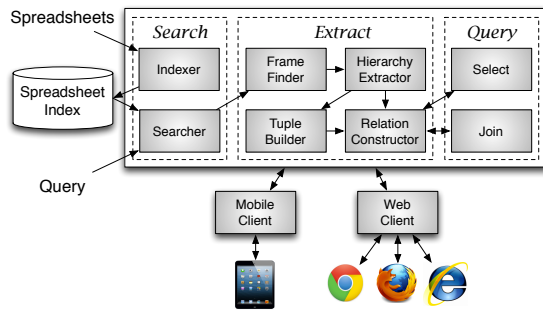 Spreadsheets
Search
Extract
Query
Indexer
Frame
Finder
Hierarchy
Extractor
Select
Spreadsheet
Index
Searcher
Tuple
Builder
Relation
Constructor
Join
Query
Mobile
Client
Web
Client